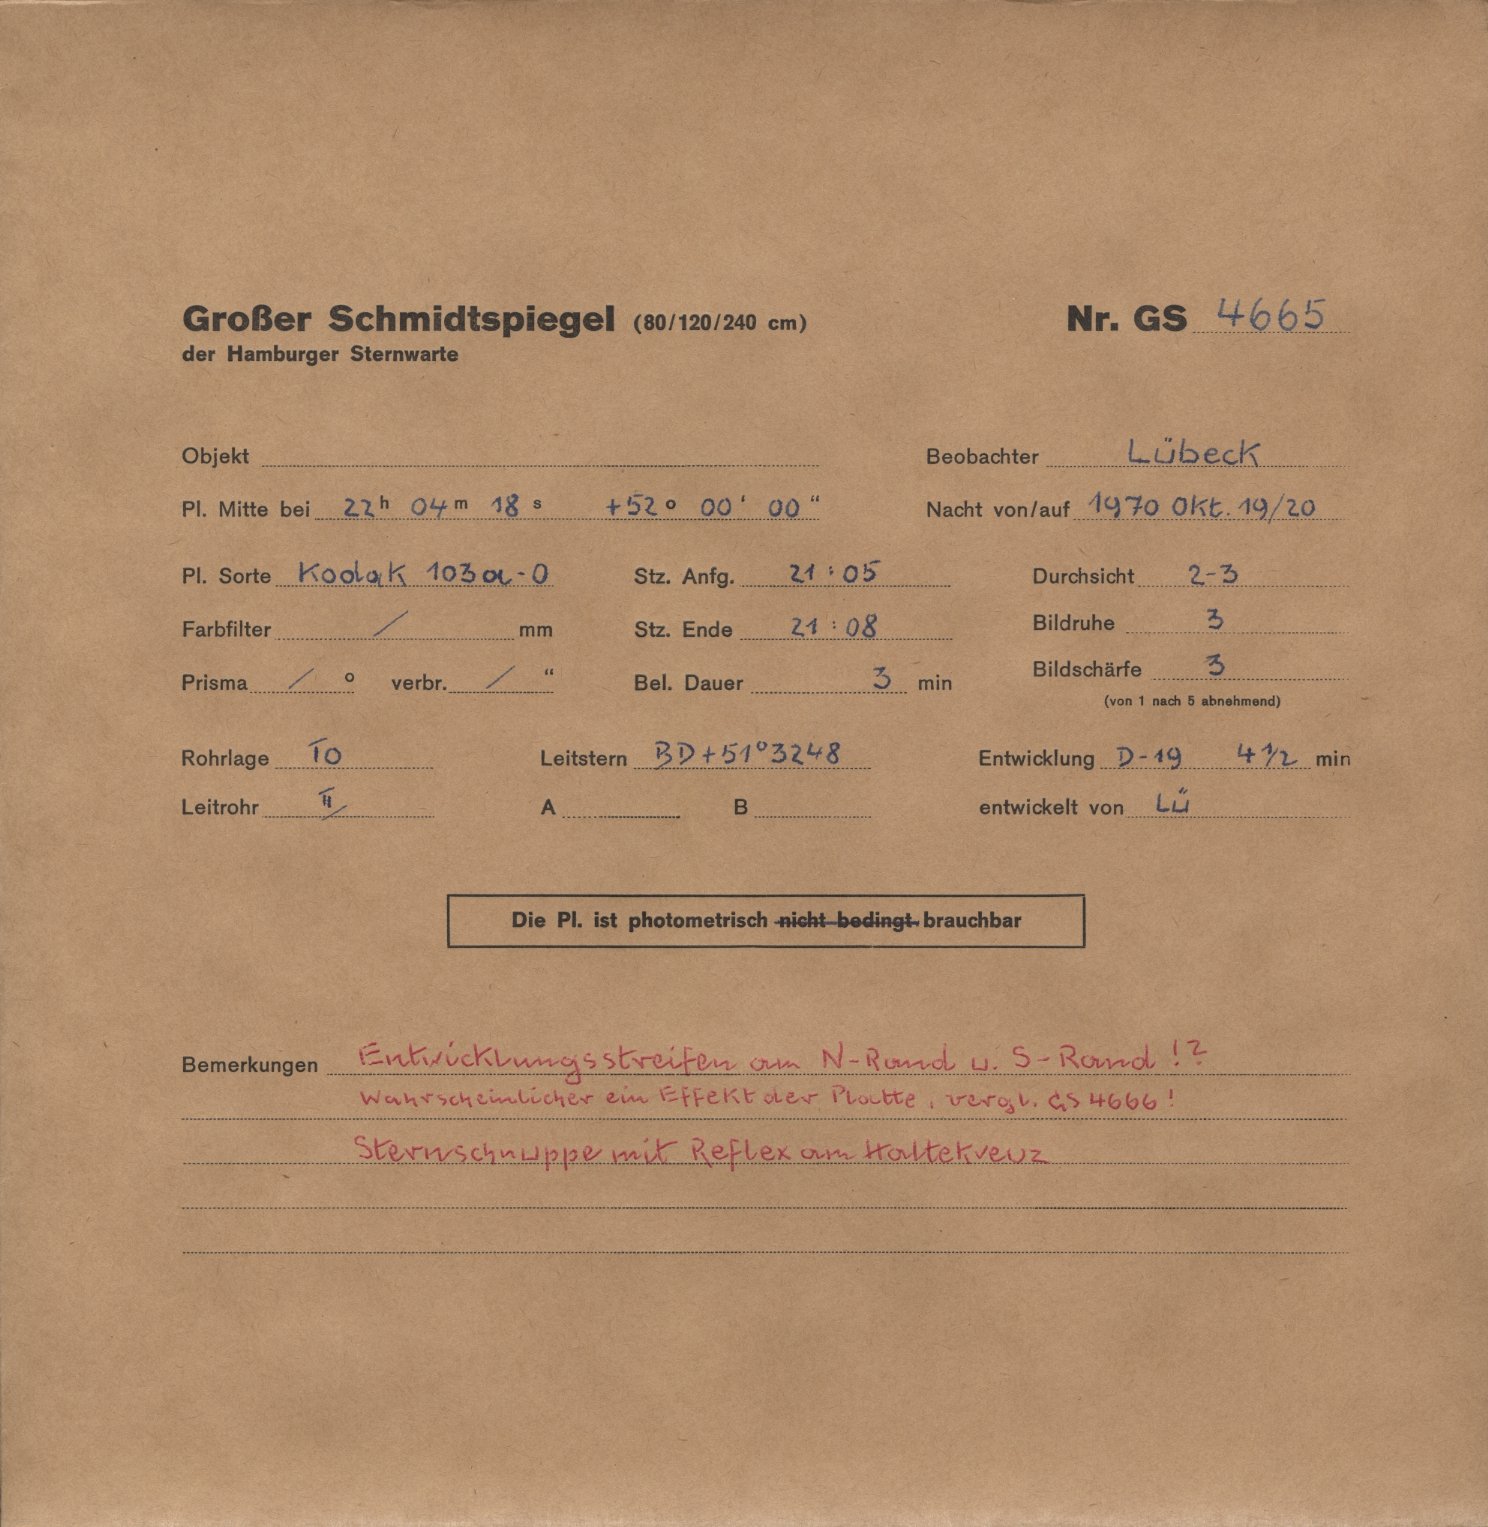 Großer Schmidtspiegel (80/120/240 cm) Nr. GS 4665
der Hamburger Sternwarte
Objekt Beobachter Lübeck
Pl. Mitte bei 22h 04m 18s +52° 00' 00" Nacht von/auf 1970 Okt. 19/20
Pl. Sorte Kodak 103a-O Stz. Anfg. 21:05 Durchsicht 2-3
Farbfilter / mm Stz. Ende 21:08 Bildruhe 3
Prisma / ° verbr. / " Bel. Dauer 3 min Bildschärfe 3
(von 1 nach 5 abnehmend)
Rohrlage TO Leitstern BD+51°3248 Entwicklung D-19 4 1/2 min
Leitrohr II A B entwickelt von Lü
Die Pl. ist photometrisch nicht bedingt brauchbar
Bemerkungen Entwicklungsstreifen am N-Rand u. S-Rand !?
Wahrscheinlicher ein Effekt der Platte, vergl. GS 4666!
Sternschnuppe mit Reflex am Haltekreuz